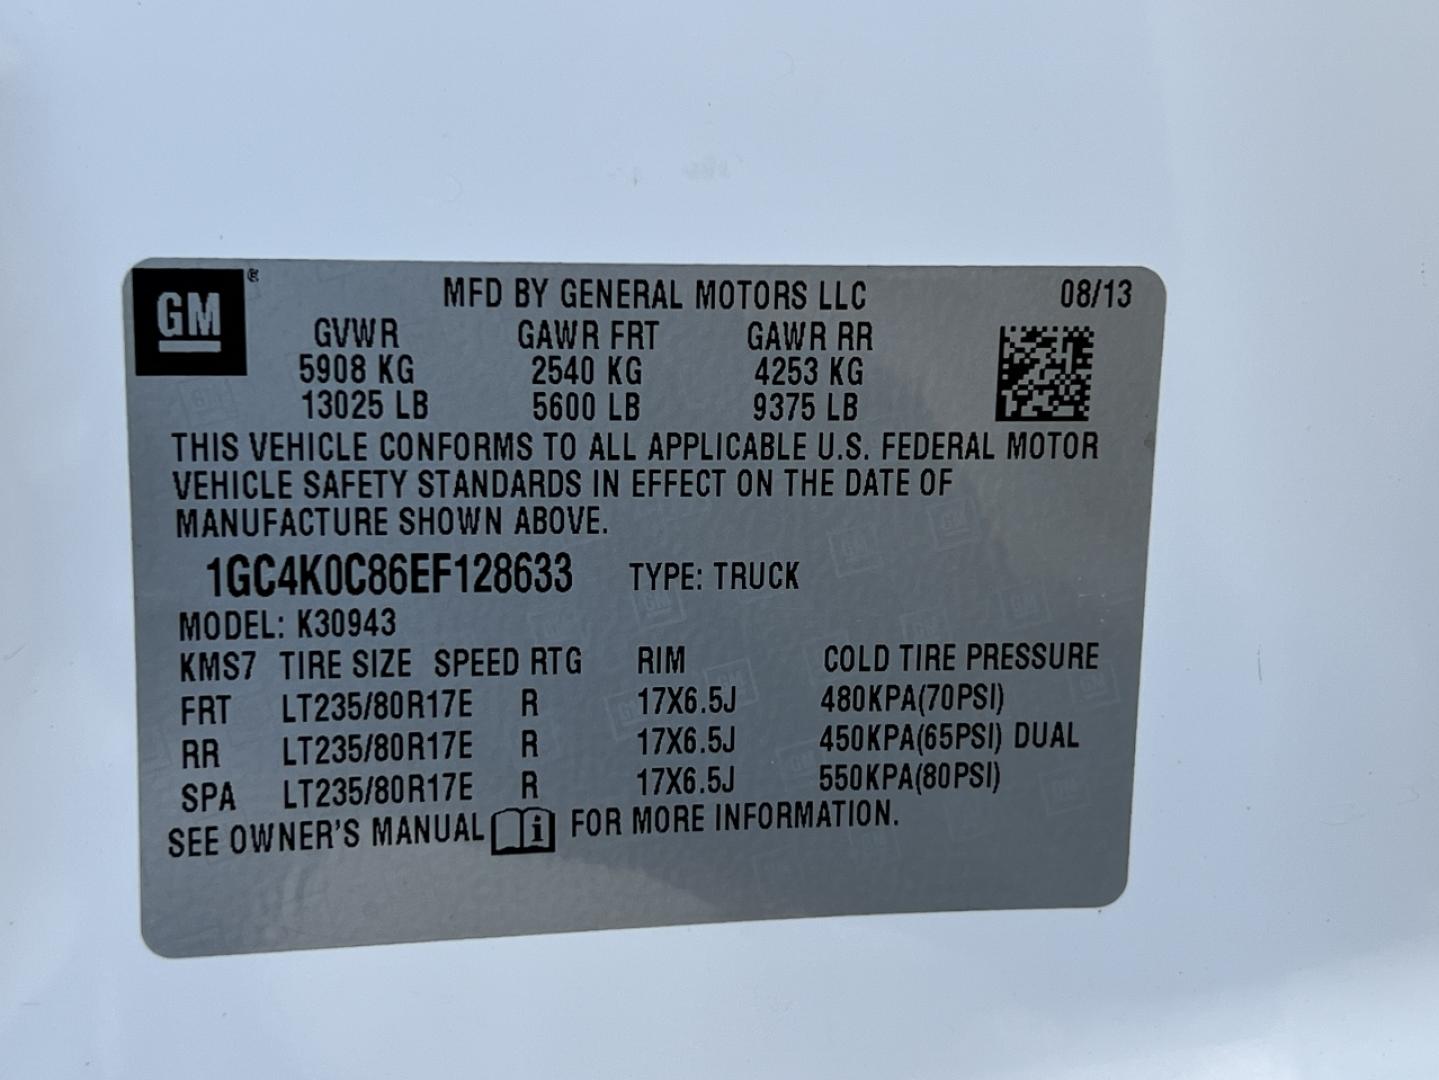 GM ®
MFD BY GENERAL MOTORS LLC 08/13
GVWR GAWR FRT GAWR RR
5908 KG 2540 KG 4253 KG
13025 LB 5600 LB 9375 LB
THIS VEHICLE CONFORMS TO ALL APPLICABLE U.S. FEDERAL MOTOR
VEHICLE SAFETY STANDARDS IN EFFECT ON THE DATE OF
MANUFACTURE SHOWN ABOVE.
1GC4K0C86EF128633 TYPE: TRUCK
MODEL: K30943
KMS7 TIRE SIZE SPEED RTG RIM COLD TIRE PRESSURE
FRT LT235/80R17E R 17X6.5J 480KPA(70PSI)
RR LT235/80R17E R 17X6.5J 450KPA(65PSI) DUAL
SPA LT235/80R17E R 17X6.5J 550KPA(80PSI)
SEE OWNER'S MANUAL i FOR MORE INFORMATION.